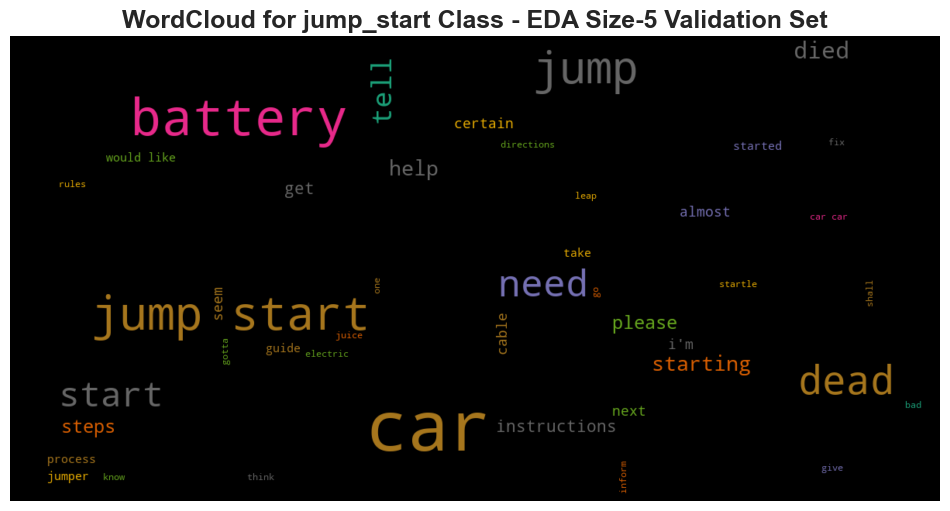 WordCloud for jump_start Class - EDA Size-5 Validation Set
jump
died
tell
battery
certain
directions
started
fix
would like
help
rules
get
leap
almost
car car
take
need
go
one
seem
startle
shall
jump start
please
juice
cable
gotta
guide
electric
i'm
starting
dead
start
bad
next
steps
car
instructions
process
jumper
know
think
inform
give